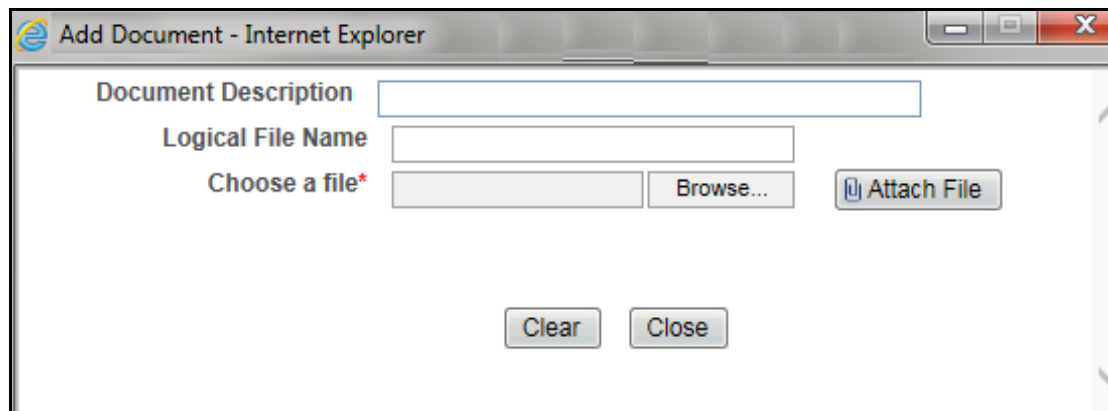 Add Document - Internet Explorer
Document Description
Logical File Name
Choose a file* Browse... Attach File
Clear Close